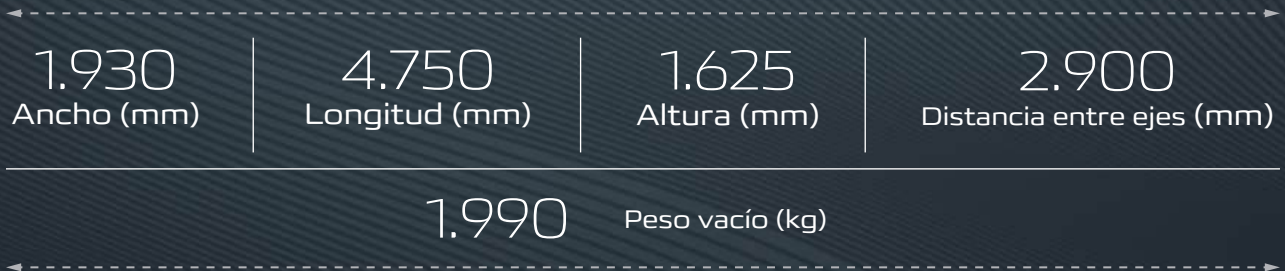 1.930
Ancho (mm)
4.750
Longitud (mm)
1.625
Altura (mm)
2.900
Distancia entre ejes (mm)
1.990
Peso vacío (kg)